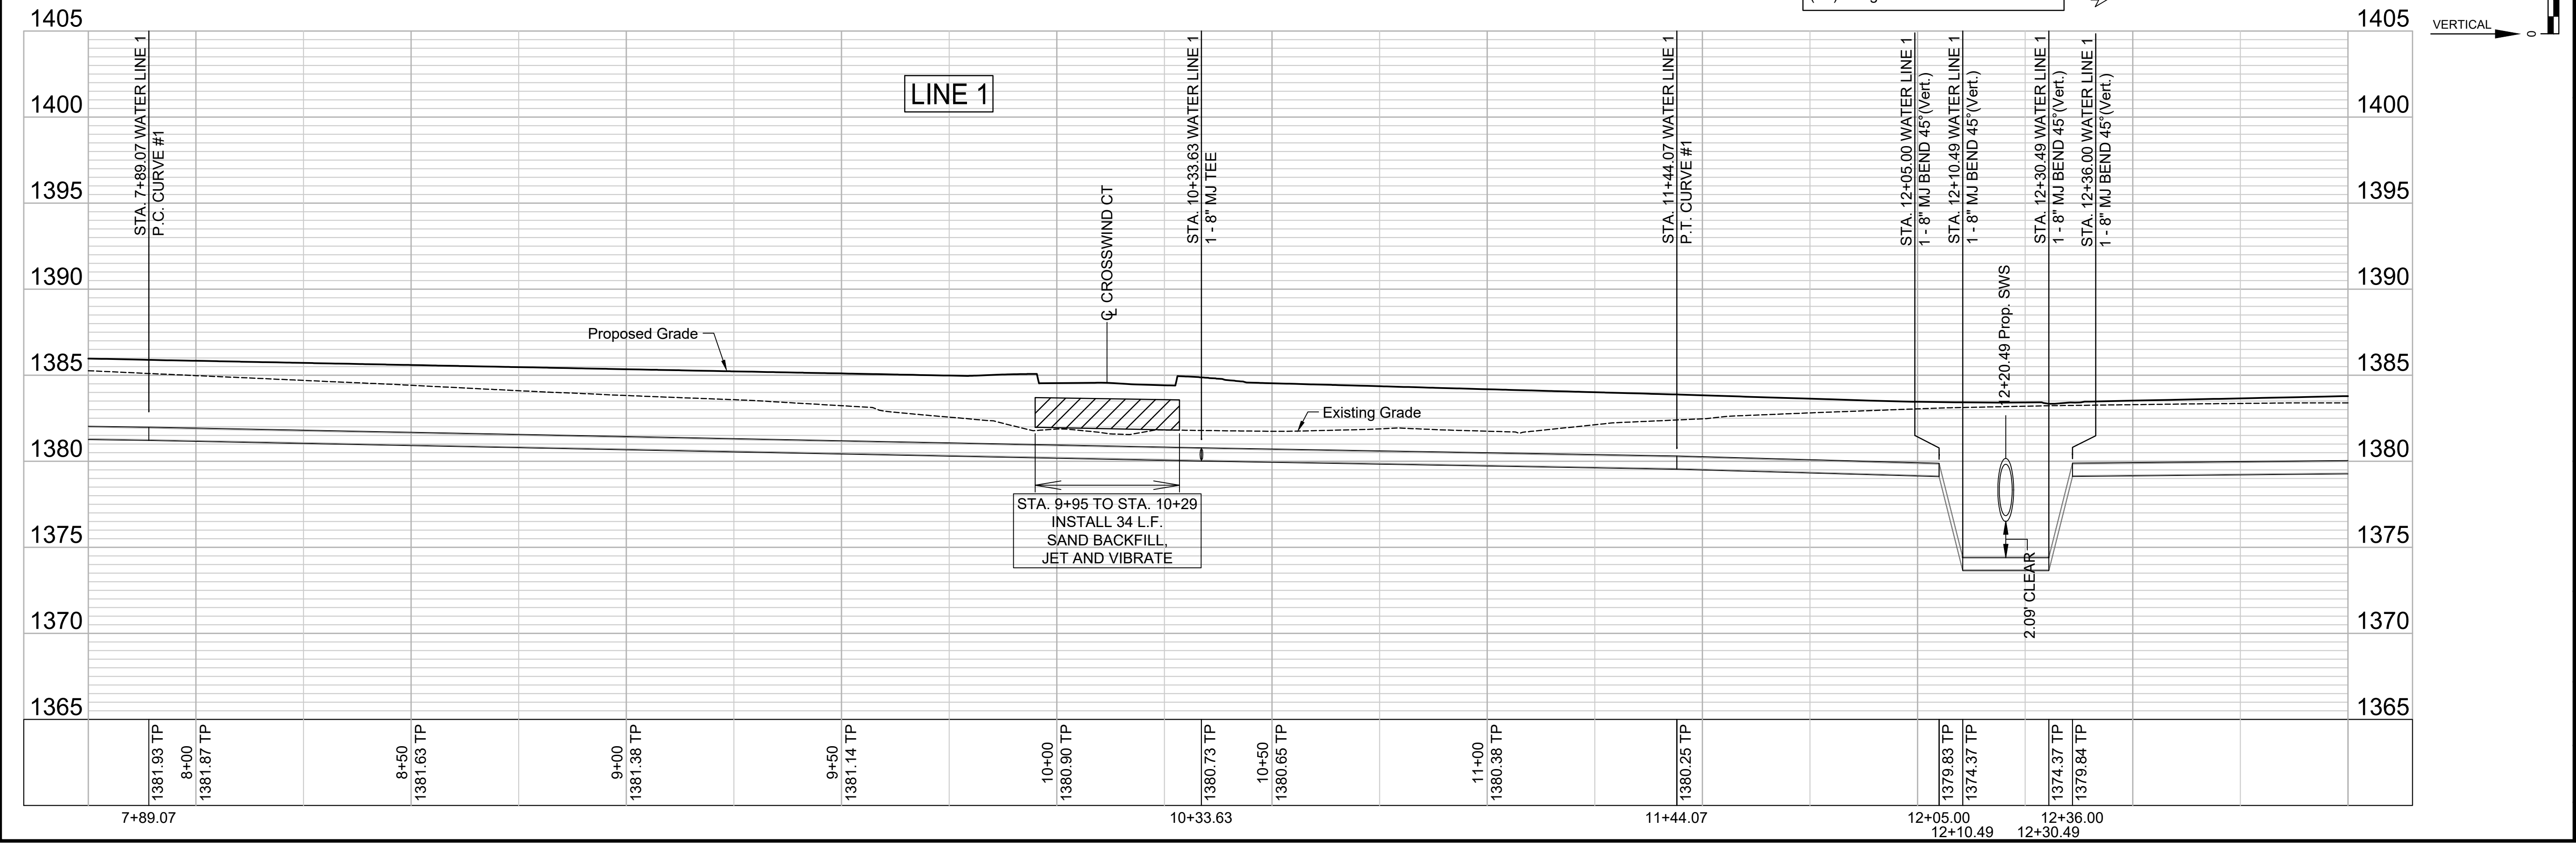 1405
1400
1395
1390
1385
1380
1375
1370
1365
1405
1400
1395
1390
1385
1380
1375
1370
1365
VERTICAL
0
LINE 1
STA. 7+89.07 WATER LINE 1
P.C. CURVE #1
Proposed Grade
℄ CROSSWIND CT
STA. 10+33.63 WATER LINE 1
1 - 8" MJ TEE
Existing Grade
STA. 11+44.07 WATER LINE 1
P.T. CURVE #1
STA. 12+05.00 WATER LINE 1
1 - 8" MJ BEND 45°(Vert.)
STA. 12+10.49 WATER LINE 1
1 - 8" MJ BEND 45°(Vert.)
STA. 12+30.49 WATER LINE 1
1 - 8" MJ BEND 45°(Vert.)
STA. 12+36.00 WATER LINE 1
1 - 8" MJ BEND 45°(Vert.)
12+20.49 Prop. SWS
2.09' CLEAR
STA. 9+95 TO STA. 10+29
INSTALL 34 L.F.
SAND BACKFILL,
JET AND VIBRATE
1381.93 TP
8+00
1381.87 TP
8+50
1381.63 TP
9+00
1381.38 TP
9+50
1381.14 TP
10+00
1380.90 TP
1380.73 TP
10+50
1380.65 TP
11+00
1380.38 TP
1380.25 TP
1379.83 TP
1374.37 TP
1374.37 TP
1379.84 TP
7+89.07
10+33.63
11+44.07
12+05.00
12+10.49
12+30.49
12+36.00